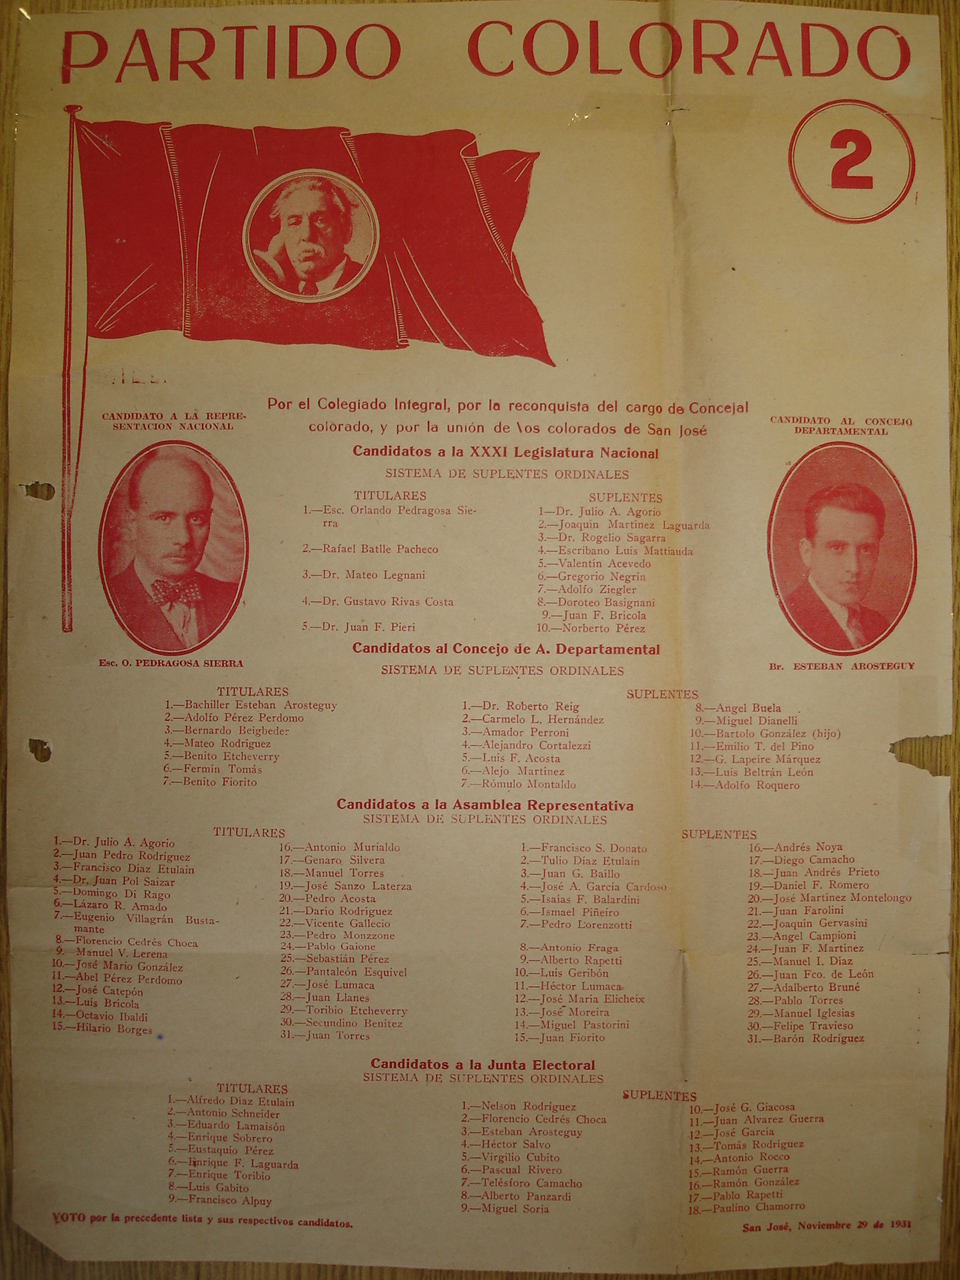 PARTIDO COLORADO
2
Por el Colegiado Integral, por la reconquista del cargo de Concejal
colorado, y por la unión de los colorados de San José
CANDIDATO A LA REPRE-
SENTACION NACIONAL
Esc. O. PEDRAGOSA SIERRA
CANDIDATO AL CONCEJO
DEPARTAMENTAL
Br. ESTEBAN AROSTEGUY
Candidatos a la XXXI Legislatura Nacional
SISTEMA DE SUPLENTES ORDINALES
TITULARES
1.—Esc. Orlando Pedragosa Sie-
rra
2.—Rafael Batlle Pacheco
3.—Dr. Mateo Legnani
4.—Dr. Gustavo Rivas Costa
5.—Dr. Juan F. Pieri
SUPLENTES
1—Dr. Julio A. Agorio
2.—Joaquin Martinez Laguarda
3.—Dr. Rogelio Sagarra
4.—Escribano Luis Mattiauda
5.—Valentin Acevedo
6.—Gregorio Negrin
7.—Adolfo Ziegler
8.—Doroteo Basignani
9.—Juan F. Bricola
10.—Norberto Pérez
Candidatos al Concejo de A. Departamental
SISTEMA DE SUPLENTES ORDINALES
TITULARES
1.—Bachiller Esteban Arosteguy
2.—Adolfo Pérez Perdomo
3.—Bernardo Beigbeder
4.—Mateo Rodríguez
5.—Benito Etcheverry
6.—Fermin Tomás
7.—Benito Fiorito
SUPLENTES
1.—Dr. Roberto Reig
2.—Carmelo L. Hernández
3.—Amador Perroni
4.—Alejandro Cortalezzi
5.—Luis F. Acosta
6.—Alejo Martinez
7.—Rómulo Montaldo
8.—Angel Buela
9.—Miguel Dianelli
10.—Bartolo González (hijo)
11.—Emilio T. del Pino
12.—G. Lapeire Márquez
13.—Luis Beltrán León
14.—Adolfo Roquero
Candidatos a la Asamblea Representativa
SISTEMA DE SUPLENTES ORDINALES
TITULARES
1.—Dr. Julio A. Agorio
2.—Juan Pedro Rodríguez
3.—Francisco Diaz Etulain
4.—Dr. Juan Pol Saizar
5.—Domingo Di Rago
6.—Lázaro R. Amado
7.—Eugenio Villagrán Busta-
mante
8.—Florencio Cedrés Choca
9.—Manuel V. Lerena
10.—José Mario González
11.—Abel Pérez Perdomo
12.—José Catepón
13.—Luis Bricola
14.—Octavio Ibaldi
15.—Hilario Borges
16.—Antonio Murialdo
17.—Genaro Silvera
18.—Manuel Torres
19.—José Sanzo Laterza
20.—Pedro Acosta
21.—Dario Rodriguez
22.—Vicente Gallecio
23.—Pedro Monzzone
24.—Pablo Gaione
25.—Sebastián Pérez
26.—Pantaleón Esquivel
27.—José Lumaca
28.—Juan Llanes
29.—Toribio Etcheverry
30.—Secundino Benitez
31.—Juan Torres
SUPLENTES
1.—Francisco S. Donato
2.—Tulio Diaz Etulain
3.—Juan G. Baillo
4.—José A. Garcia Cardoso
5.—Isaias F. Balardini
6.—Ismael Piñeiro
7.—Pedro Lorenzotti
8.—Antonio Fraga
9.—Alberto Rapetti
10.—Luis Geribón
11.—Héctor Lumaca
12.—José Maria Elicheix
13.—José Moreira
14.—Miguel Pastorini
15.—Juan Fiorito
16.—Andrés Noya
17.—Diego Camacho
18.—Juan Andrés Prieto
19.—Daniel F. Romero
20.—José Martinez Montelongo
21.—Juan Farolini
22.—Joaquin Gervasini
23.—Angel Campioni
24.—Juan F. Martinez
25.—Manuel I. Diaz
26.—Juan Fco. de León
27.—Adalberto Bruné
28.—Pablo Torres
29.—Manuel Iglesias
30.—Felipe Travieso
31.—Barón Rodríguez
Candidatos a la Junta Electoral
SISTEMA DE SUPLENTES ORDINALES
TITULARES
1.—Alfredo Diaz Etulain
2.—Antonio Schneider
3.—Eduardo Lamaisón
4.—Enrique Sobrero
5.—Eustaquio Pérez
6.—Enrique F. Laguarda
7.—Enrique Toribio
8.—Luis Gabito
9.—Francisco Alpuy
SUPLENTES
1.—Nelson Rodríguez
2.—Florencio Cedrés Choca
3.—Esteban Arosteguy
4.—Héctor Salvo
5.—Virgilio Cubito
6.—Pascual Rivero
7.—Telésforo Camacho
8.—Alberto Panzardi
9.—Miguel Soria
10.—José G. Giacosa
11.—Juan Alvarez Guerra
12.—José Garcia
13.—Tomás Rodriguez
14.—Antonio Rocco
15.—Ramón Guerra
16.—Ramón González
17.—Pablo Rapetti
18.—Paulino Chamorro
VOTO por la precedente lista y sus respectivos candidatos.
San José, Noviembre 29 de 1931